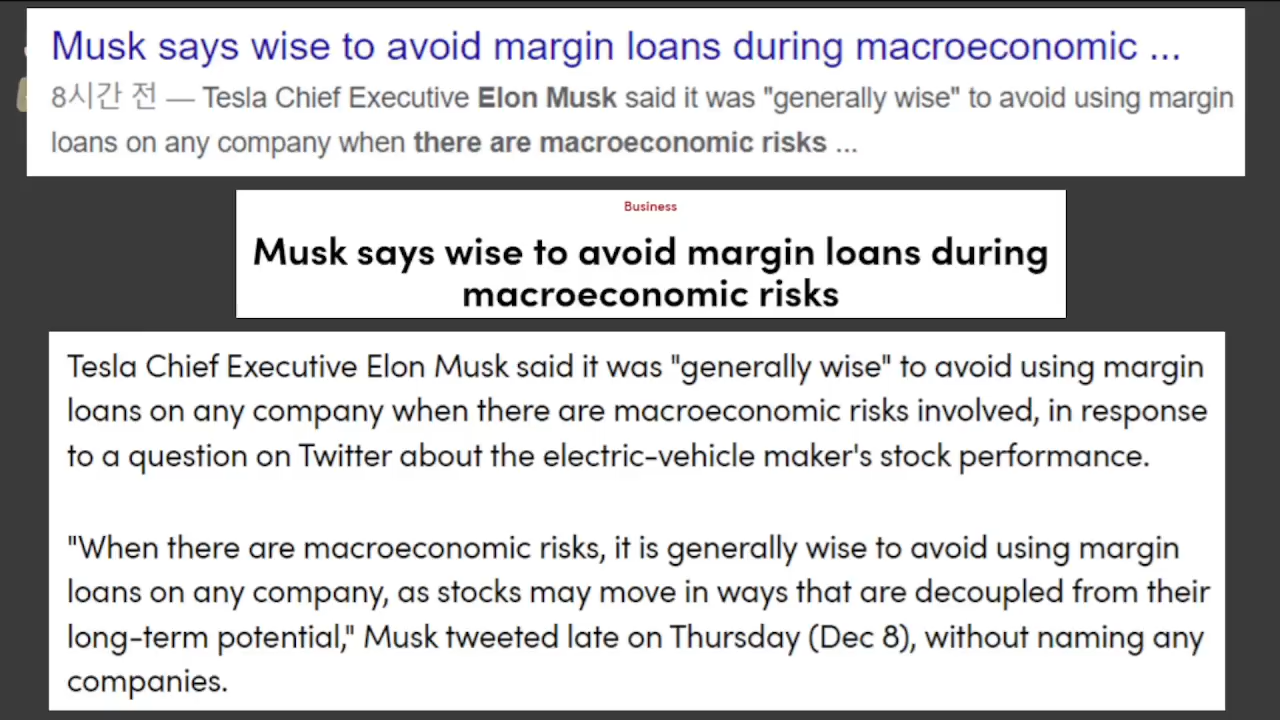 Musk says wise to avoid margin loans during macroeconomic ...
8시간 전 — Tesla Chief Executive Elon Musk said it was "generally wise" to avoid using margin
loans on any company when there are macroeconomic risks ...
Business
Musk says wise to avoid margin loans during
macroeconomic risks
Tesla Chief Executive Elon Musk said it was "generally wise" to avoid using margin
loans on any company when there are macroeconomic risks involved, in response
to a question on Twitter about the electric-vehicle maker's stock performance.
"When there are macroeconomic risks, it is generally wise to avoid using margin
loans on any company, as stocks may move in ways that are decoupled from their
long-term potential," Musk tweeted late on Thursday (Dec 8), without naming any
companies.